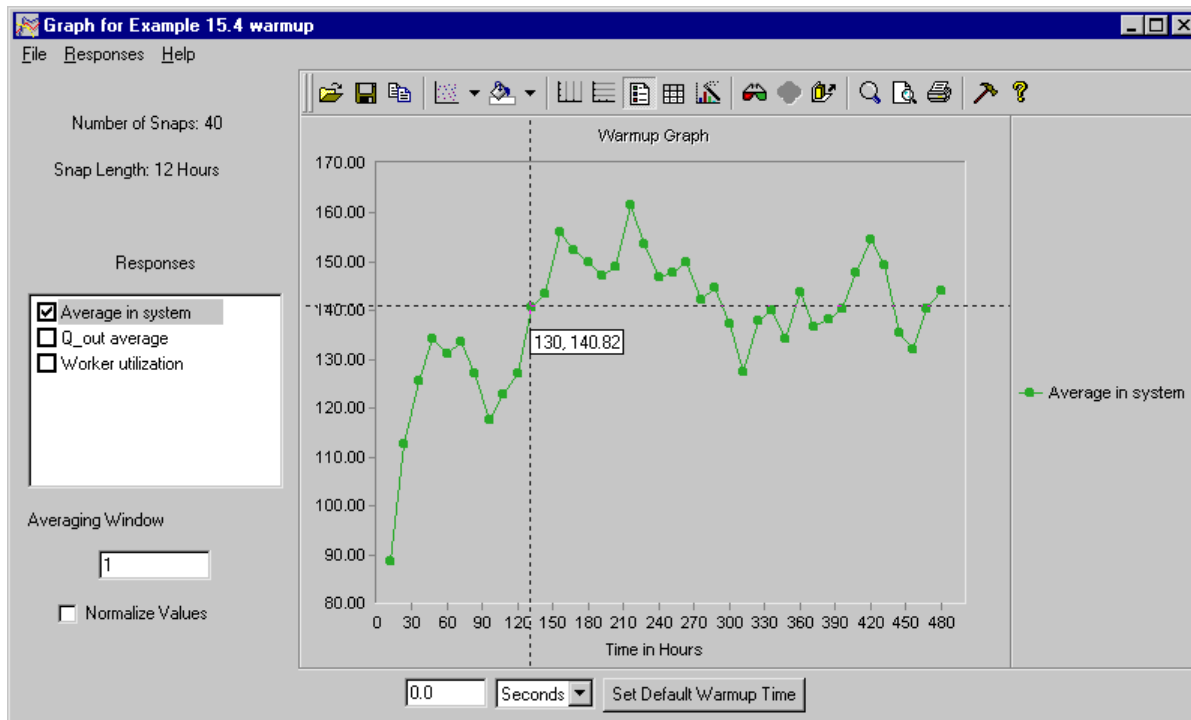 Graph for Example 15.4 warmup
File Responses Help
Number of Snaps: 40
Snap Length: 12 Hours
Responses
Average in system
Q_out average
Worker utilization
Averaging Window
1
Normalize Values
Warmup Graph
170.00
160.00
150.00
140.00
130.00
120.00
110.00
100.00
90.00
80.00
130, 140.82
0 30 60 90 120 150 180 210 240 270 300 330 360 390 420 450 480
Time in Hours
Average in system
0.0 Seconds Set Default Warmup Time